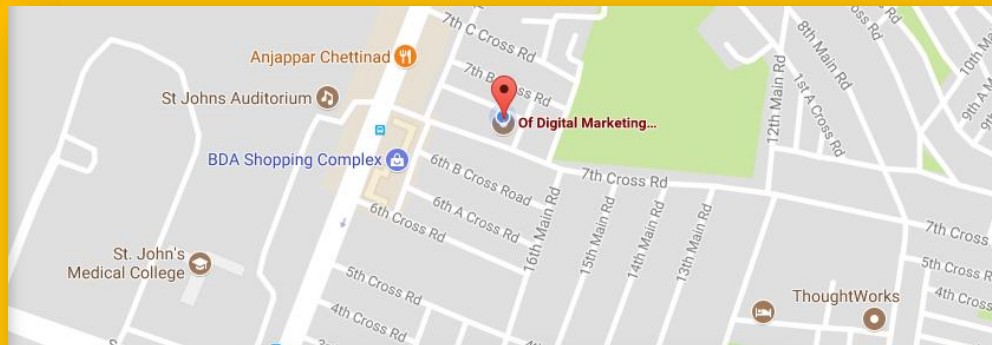 7th C Cross Rd
Anjappar Chettinad
7th B Cross Rd
St Johns Auditorium
Of Digital Marketing...
BDA Shopping Complex
12th Main Rd
8th Main Rd
1st A Cross Rd
10th Ma
9th A M
9th
6th B Cross Road
7th Cross Rd
6th A Cross Rd
6th Cross Rd
16th Main Rd
15th Main Rd
14th Main Rd
13th Main Rd
7th Cross
St. John's
Medical College
5th Cross Rd
5th Cross R
4th Cross
ThoughtWorks
4th Cross Rd